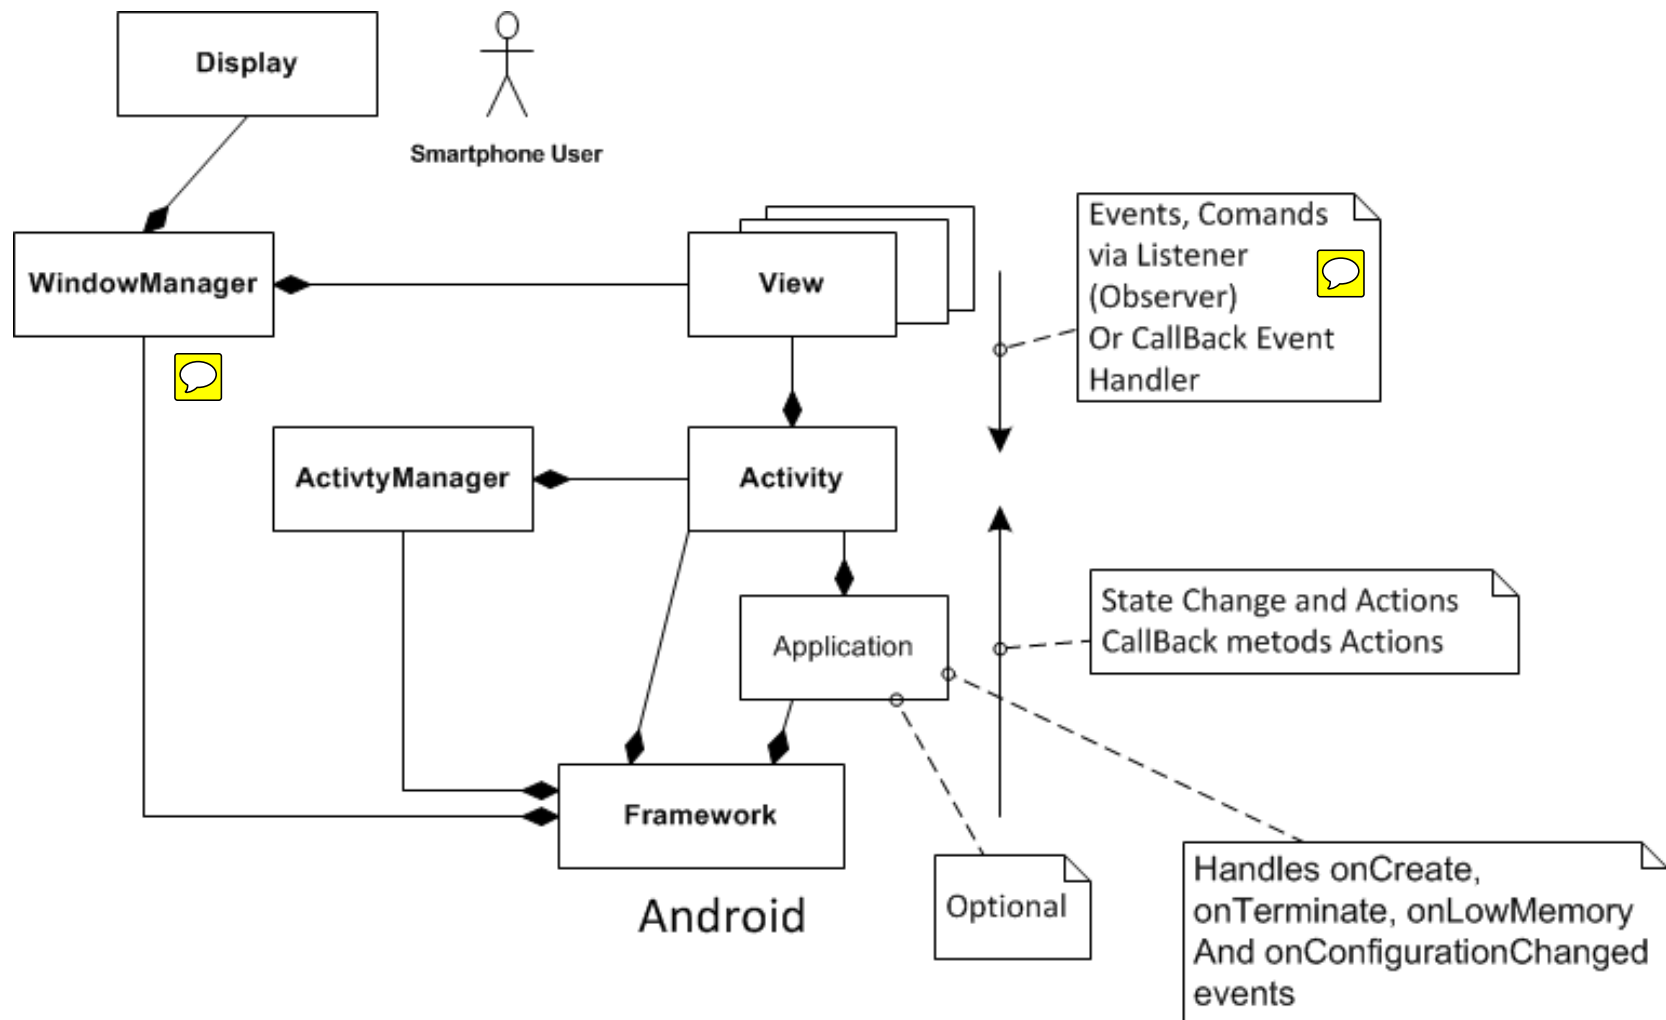 Display
Smartphone User
WindowManager
View
Events, Comands
via Listener
(Observer)
Or CallBack Event
Handler
ActivtyManager
Activity
State Change and Actions
CallBack metods Actions
Application
Framework
Android
Optional
Handles onCreate,
onTerminate, onLowMemory
And onConfigurationChanged
events